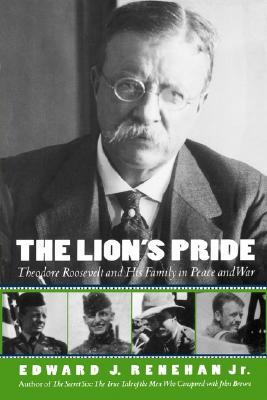 THE LION'S PRIDE
Theodore Roosevelt and His Family in Peace and War
EDWARD J. RENEHAN Jr.
Author of The Secret Six: The True Tale of the Men Who Conspired with John Brown